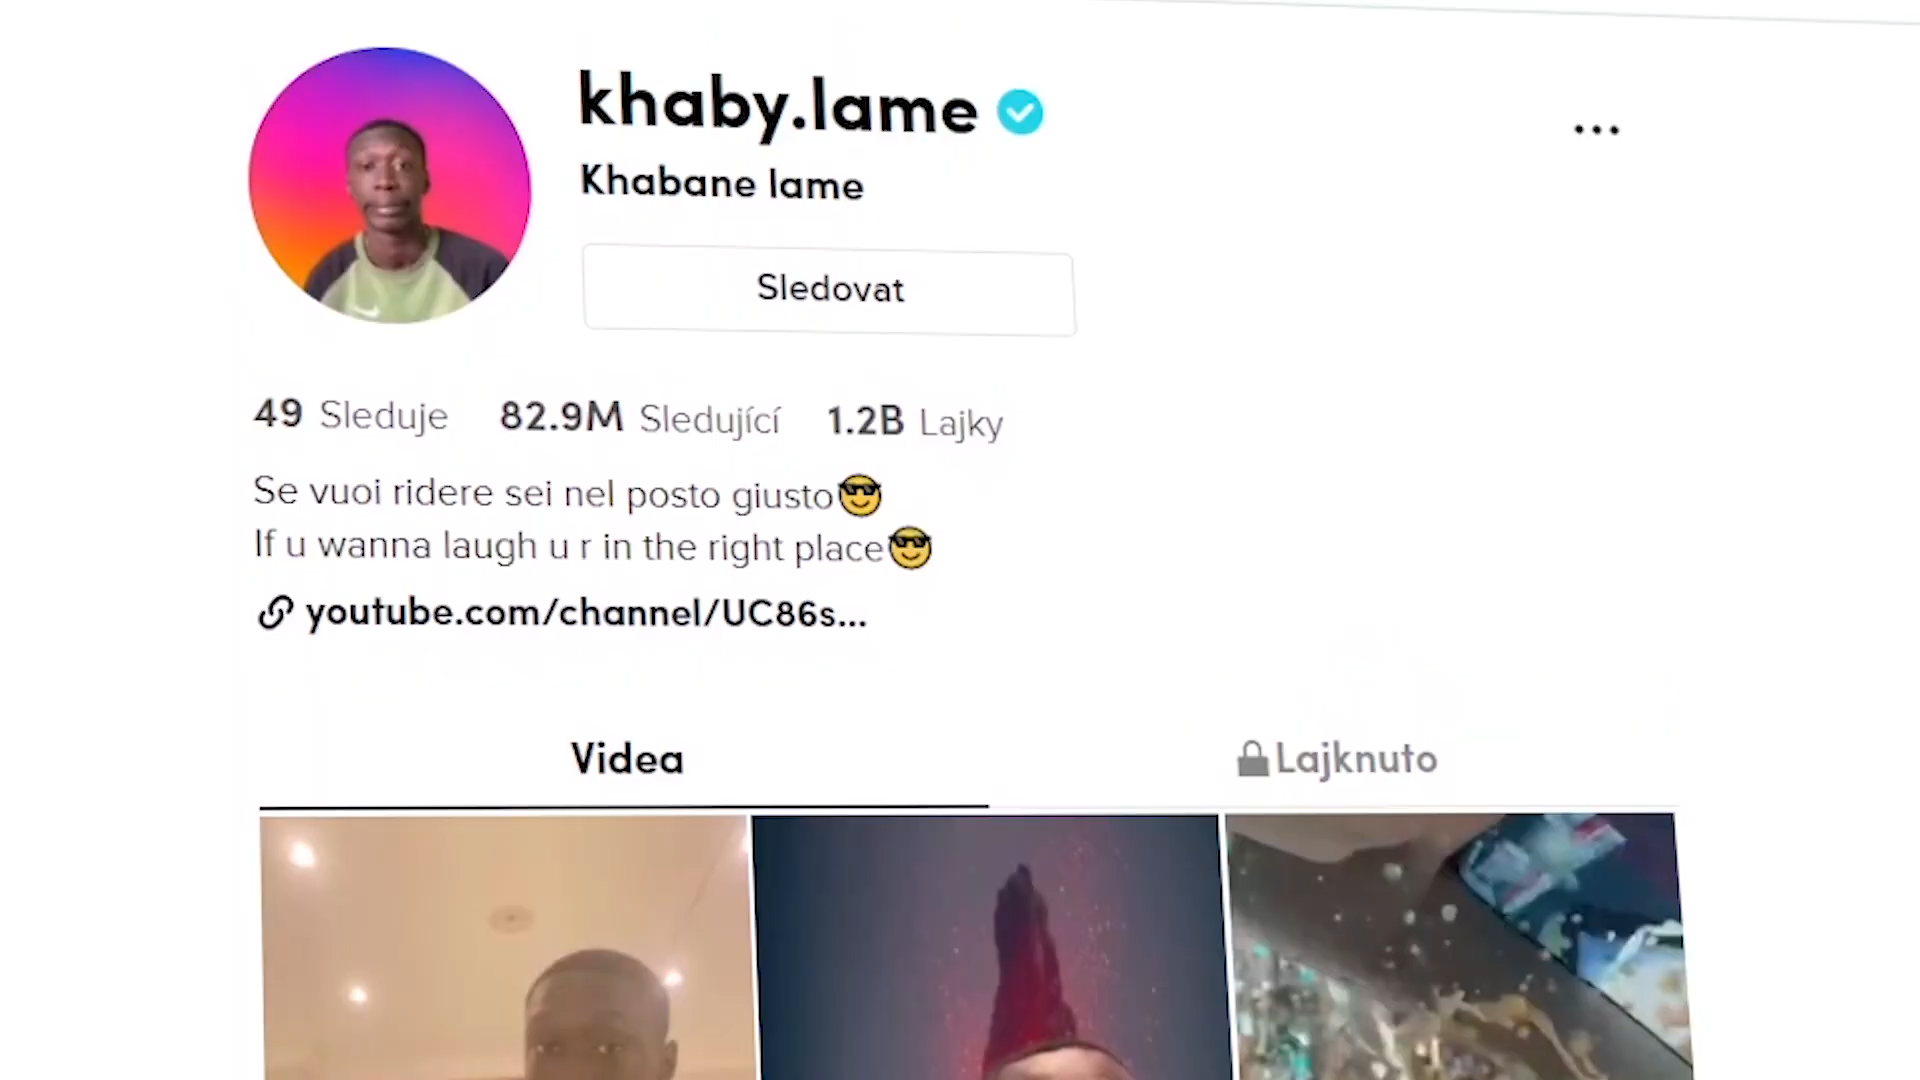 khaby.lame
...
Khabane lame
Sledovat
49 Sleduje 82.9M Sledující 1.2B Lajky
Se vuoi ridere sei nel posto giusto😎
If u wanna laugh u r in the right place😎
youtube.com/channel/UC86s...
Videa Lajknuto